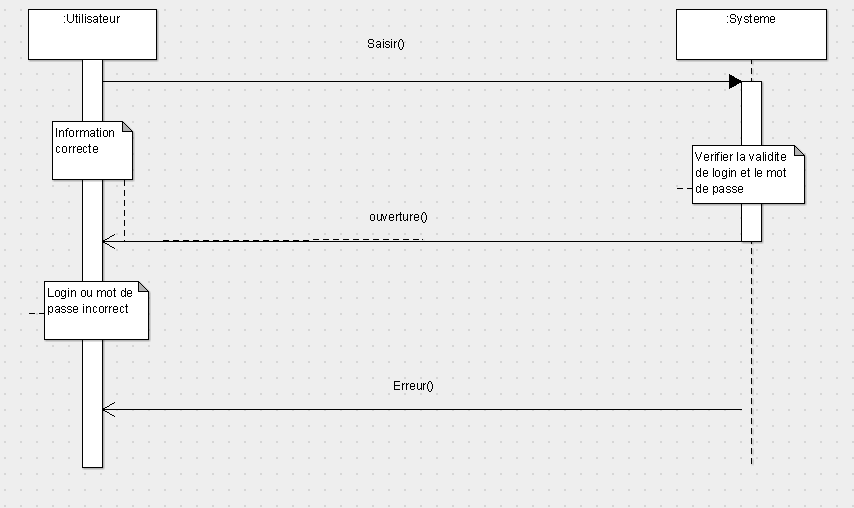 :Utilisateur
:Systeme
Saisir()
Information
correcte
Verifier la validite
de login et le mot
de passe
ouverture()
Login ou mot de
passe incorrect
Erreur()